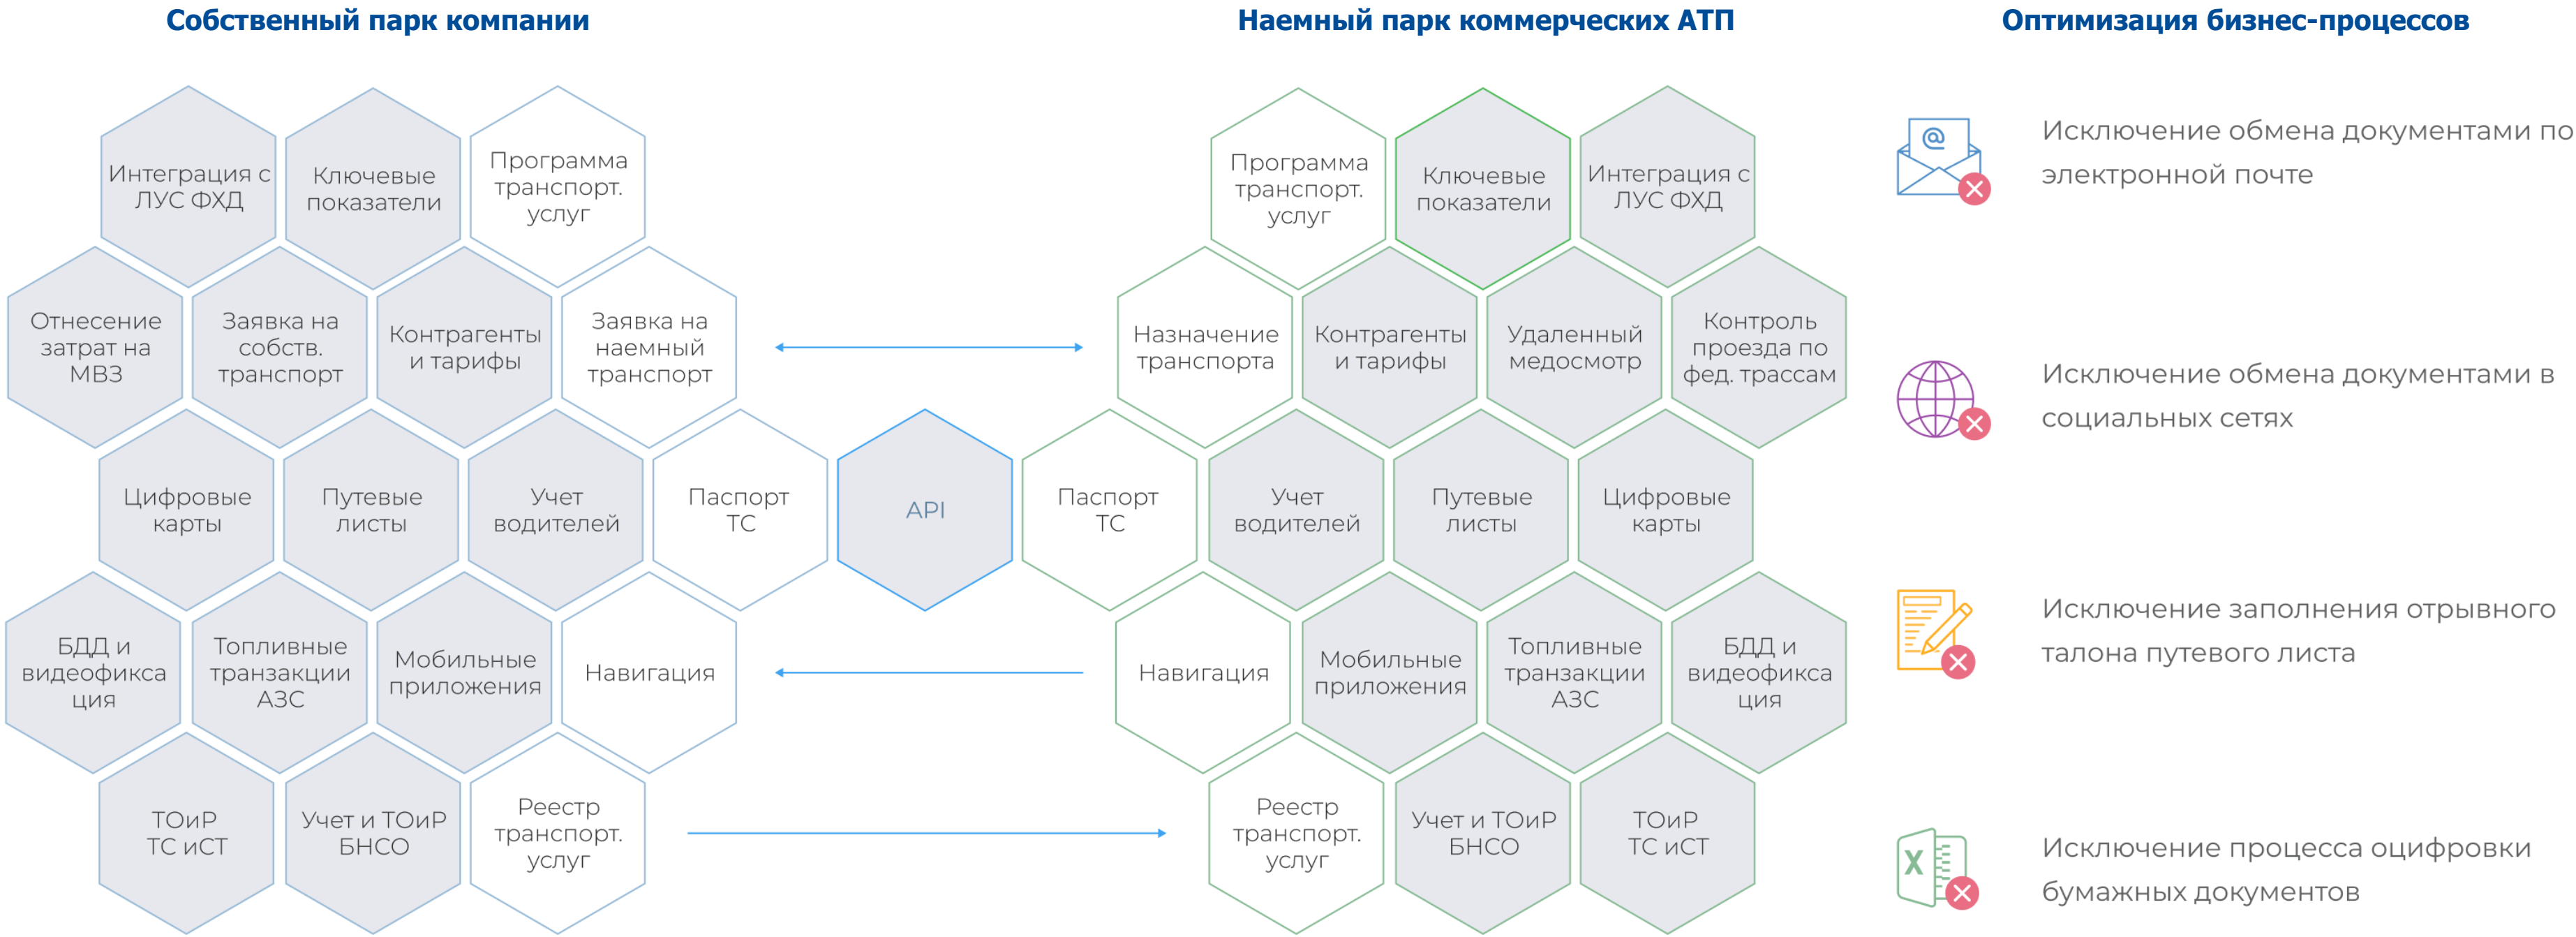 Собственный парк компании
Наемный парк коммерческих АТП
Оптимизация бизнес-процессов
Интеграция с
ЛУС ФХД
Ключевые
показатели
Программа
транспорт.
услуг
Отнесение
затрат на
МВЗ
Заявка на
собств.
транспорт
Контрагенты
и тарифы
Заявка на
наемный
транспорт
Цифровые
карты
Путевые
листы
Учет
водителей
Паспорт
ТС
БДД и
видеофикса
ция
Топливные
транзакции
АЗС
Мобильные
приложения
Навигация
ТОиР
ТС иСТ
Учет и ТОиР
БНСО
Реестр
транспорт.
услуг
API
Программа
транспорт.
услуг
Ключевые
показатели
Интеграция с
ЛУС ФХД
Назначение
транспорта
Контрагенты
и тарифы
Удаленный
медосмотр
Контроль
проезда по
фед. трассам
Паспорт
ТС
Учет
водителей
Путевые
листы
Цифровые
карты
Навигация
Мобильные
приложения
Топливные
транзакции
АЗС
БДД и
видеофикса
ция
Реестр
транспорт.
услуг
Учет и ТОиР
БНСО
ТОиР
ТС иСТ
@
Исключение обмена документами по
электронной почте
Исключение обмена документами в
социальных сетях
Исключение заполнения отрывного
талона путевого листа
X
Исключение процесса оцифровки
бумажных документов